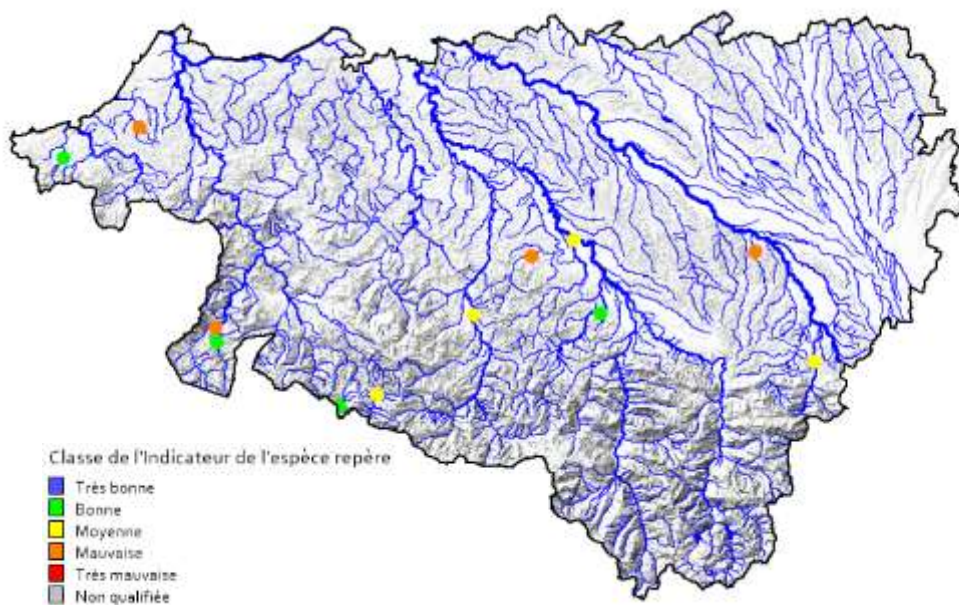 Classe de l'Indicateur de l'espèce repère
Très bonne
Bonne
Moyenne
Mauvaise
Très mauvaise
Non qualifiée